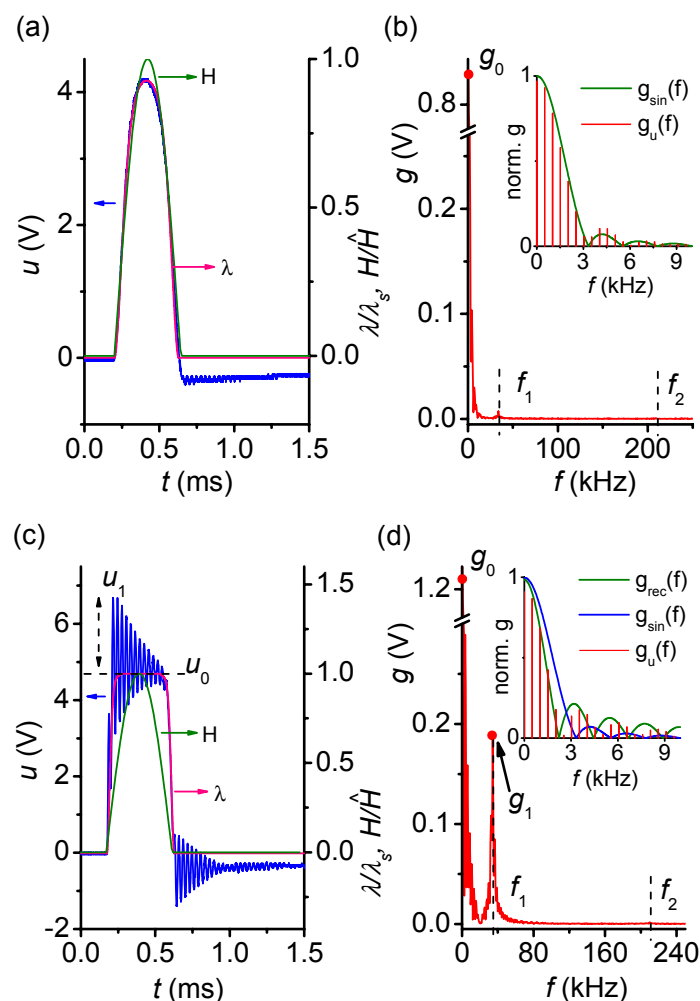 (a)
u (V)
4
2
0
0.0 0.5 1.0 1.5
t (ms)
H
λ
1.0
0.5
0.0
λ/λs, H/Ĥ
(b)
g (V)
0.8
0.2
0.1
0.0
g0
f1
f2
0 100 200
f (kHz)
norm. g
1
0
0 3 6 9
f (kHz)
gsin(f)
gu(f)
(c)
u (V)
6
4
2
0
-2
0.0 0.5 1.0 1.5
t (ms)
u1
u0
H
λ
1.5
1.0
0.5
0.0
λ/λs, H/Ĥ
(d)
g (V)
1.2
0.2
0.1
0.0
g0
g1
f1
f2
0 80 160 240
f (kHz)
norm. g
1
0
0 3 6 9
f (kHz)
grec(f)
gsin(f)
gu(f)